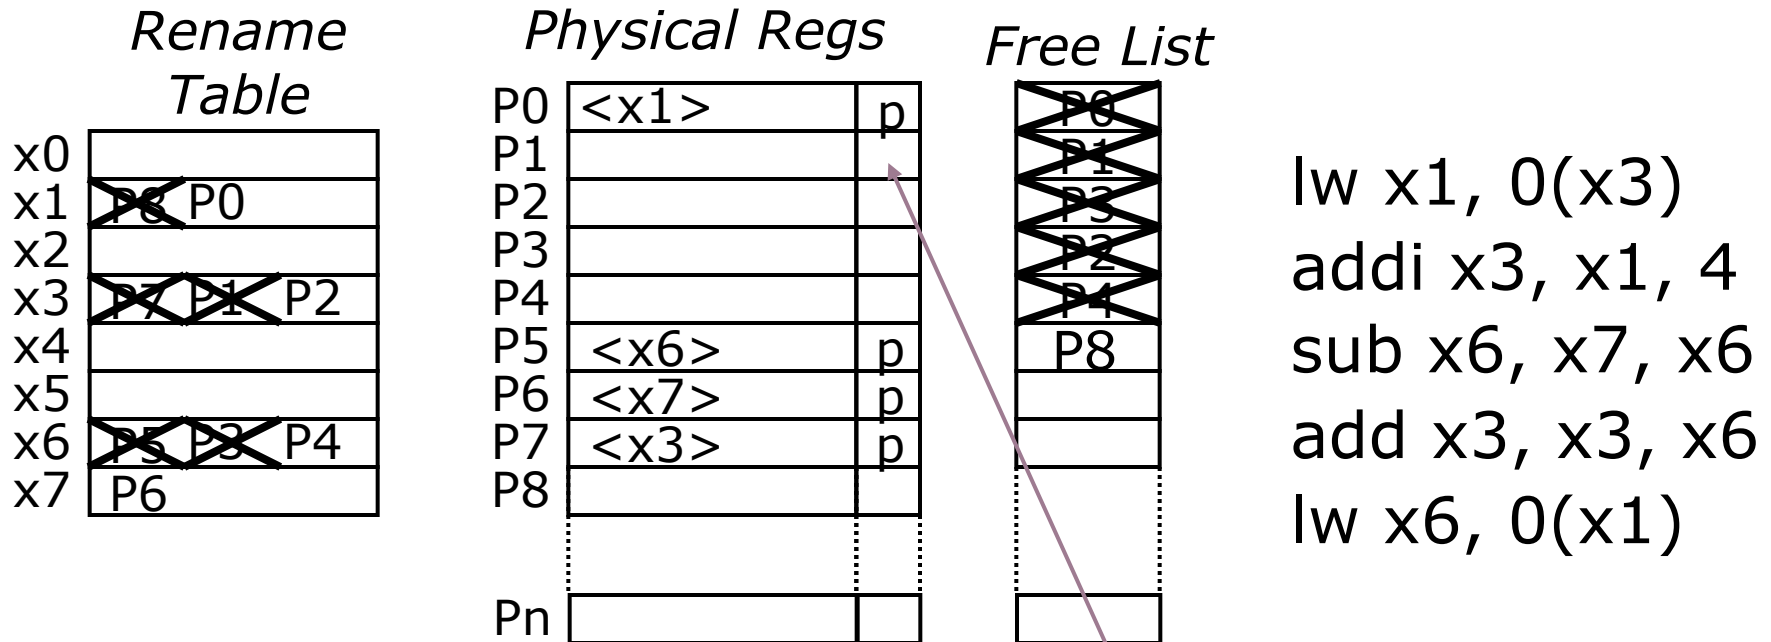 Rename
Table
x0
x1 P8 P0
x2
x3 P7 P1 P2
x4
x5
x6 P5 P3 P4
x7 P6
Physical Regs
P0 <x1> p
P1
P2
P3
P4
P5 <x6> p
P6 <x7> p
P7 <x3> p
P8
Pn
Free List
P0
P1
P3
P2
P4
P8
lw x1, 0(x3)
addi x3, x1, 4
sub x6, x7, x6
add x3, x3, x6
lw x6, 0(x1)